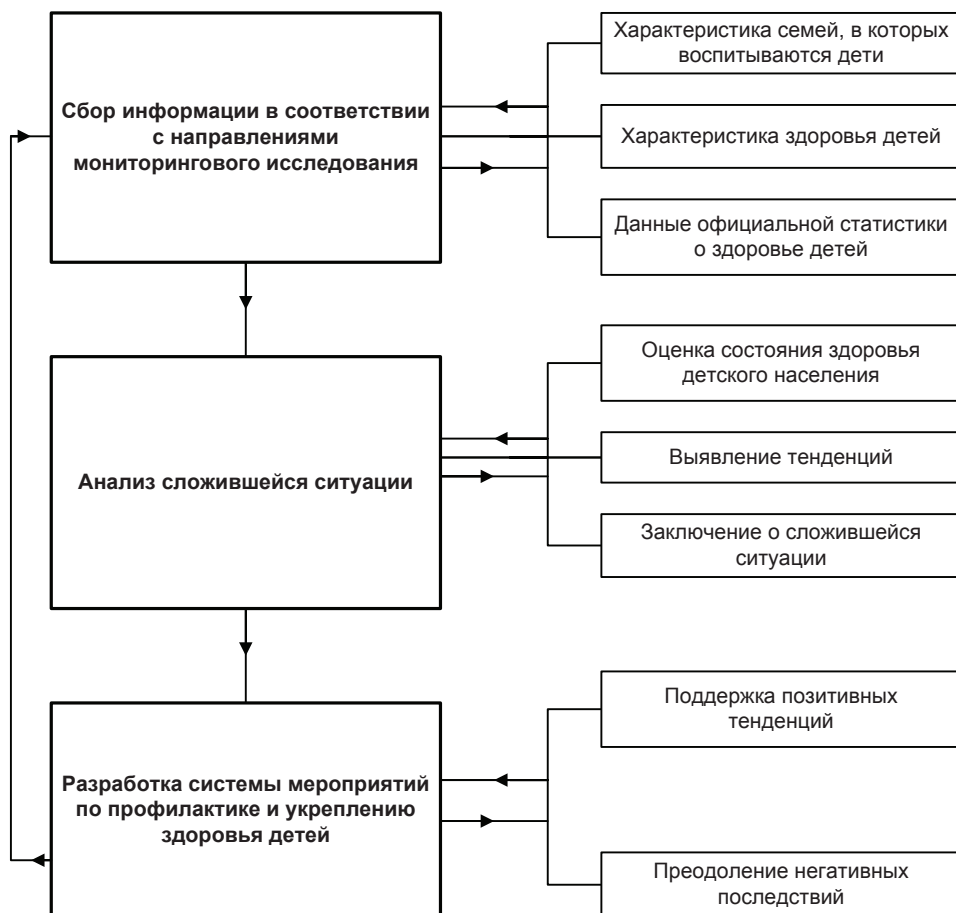 Сбор информации в соответствии
с направлениями
мониторингового исследования
Характеристика семей, в которых
воспитываются дети
Характеристика здоровья детей
Данные официальной статистики
о здоровье детей
Анализ сложившейся ситуации
Оценка состояния здоровья
детского населения
Выявление тенденций
Заключение о сложившейся
ситуации
Разработка системы мероприятий
по профилактике и укреплению
здоровья детей
Поддержка позитивных
тенденций
Преодоление негативных
последствий